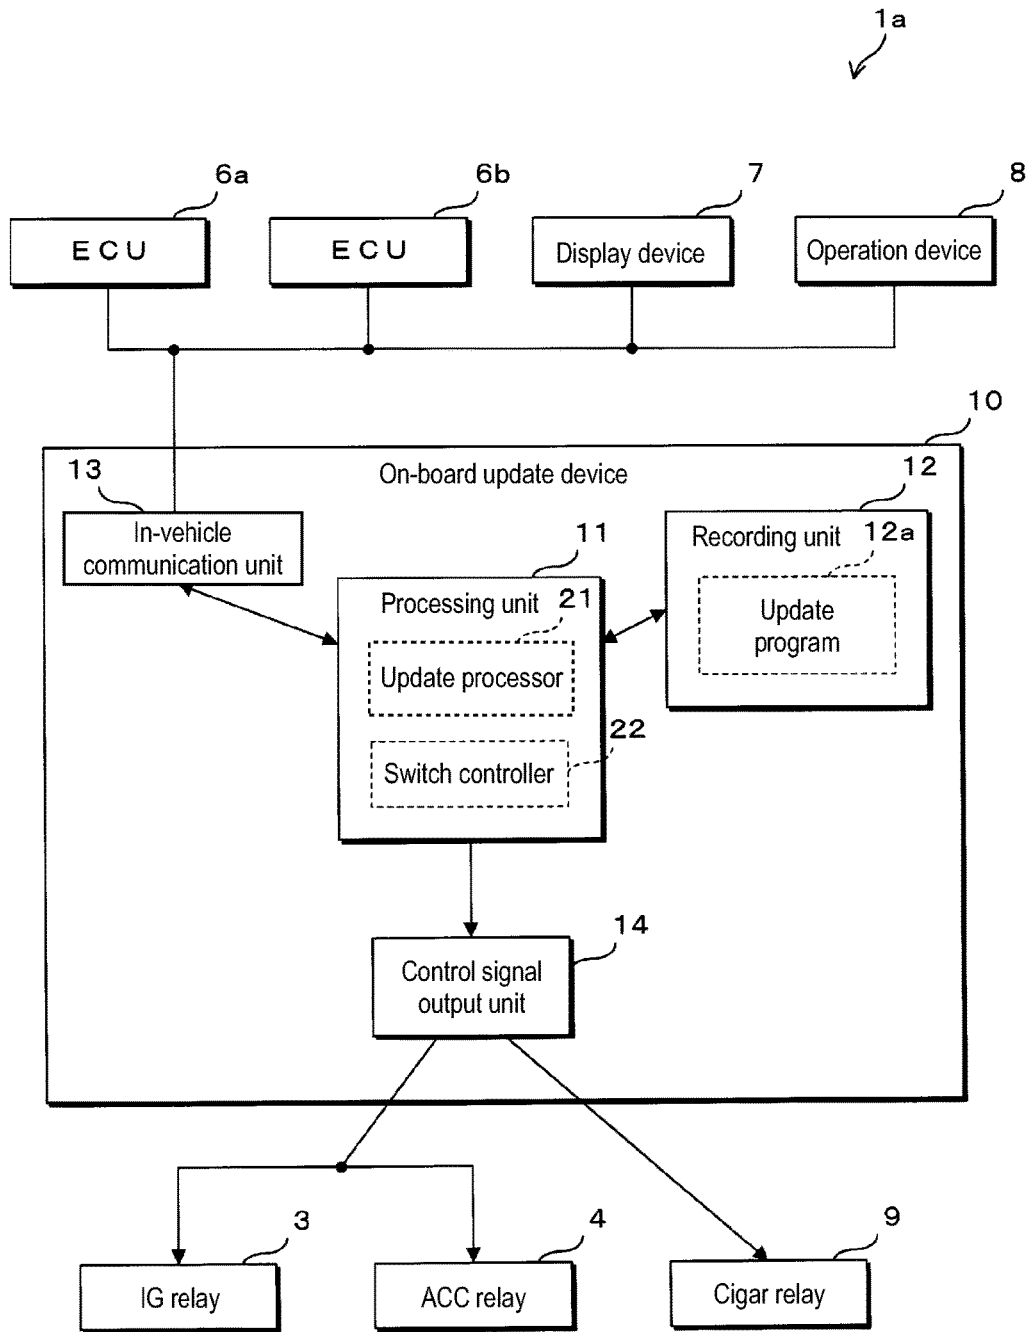 1a
6a
6b
7
8
ECU
ECU
Display device
Operation device
10
On-board update device
13
12
In-vehicle
communication unit
11
Recording unit
12a
Processing unit
21
Update
program
Update processor
22
Switch controller
14
Control signal
output unit
3
4
9
IG relay
ACC relay
Cigar relay